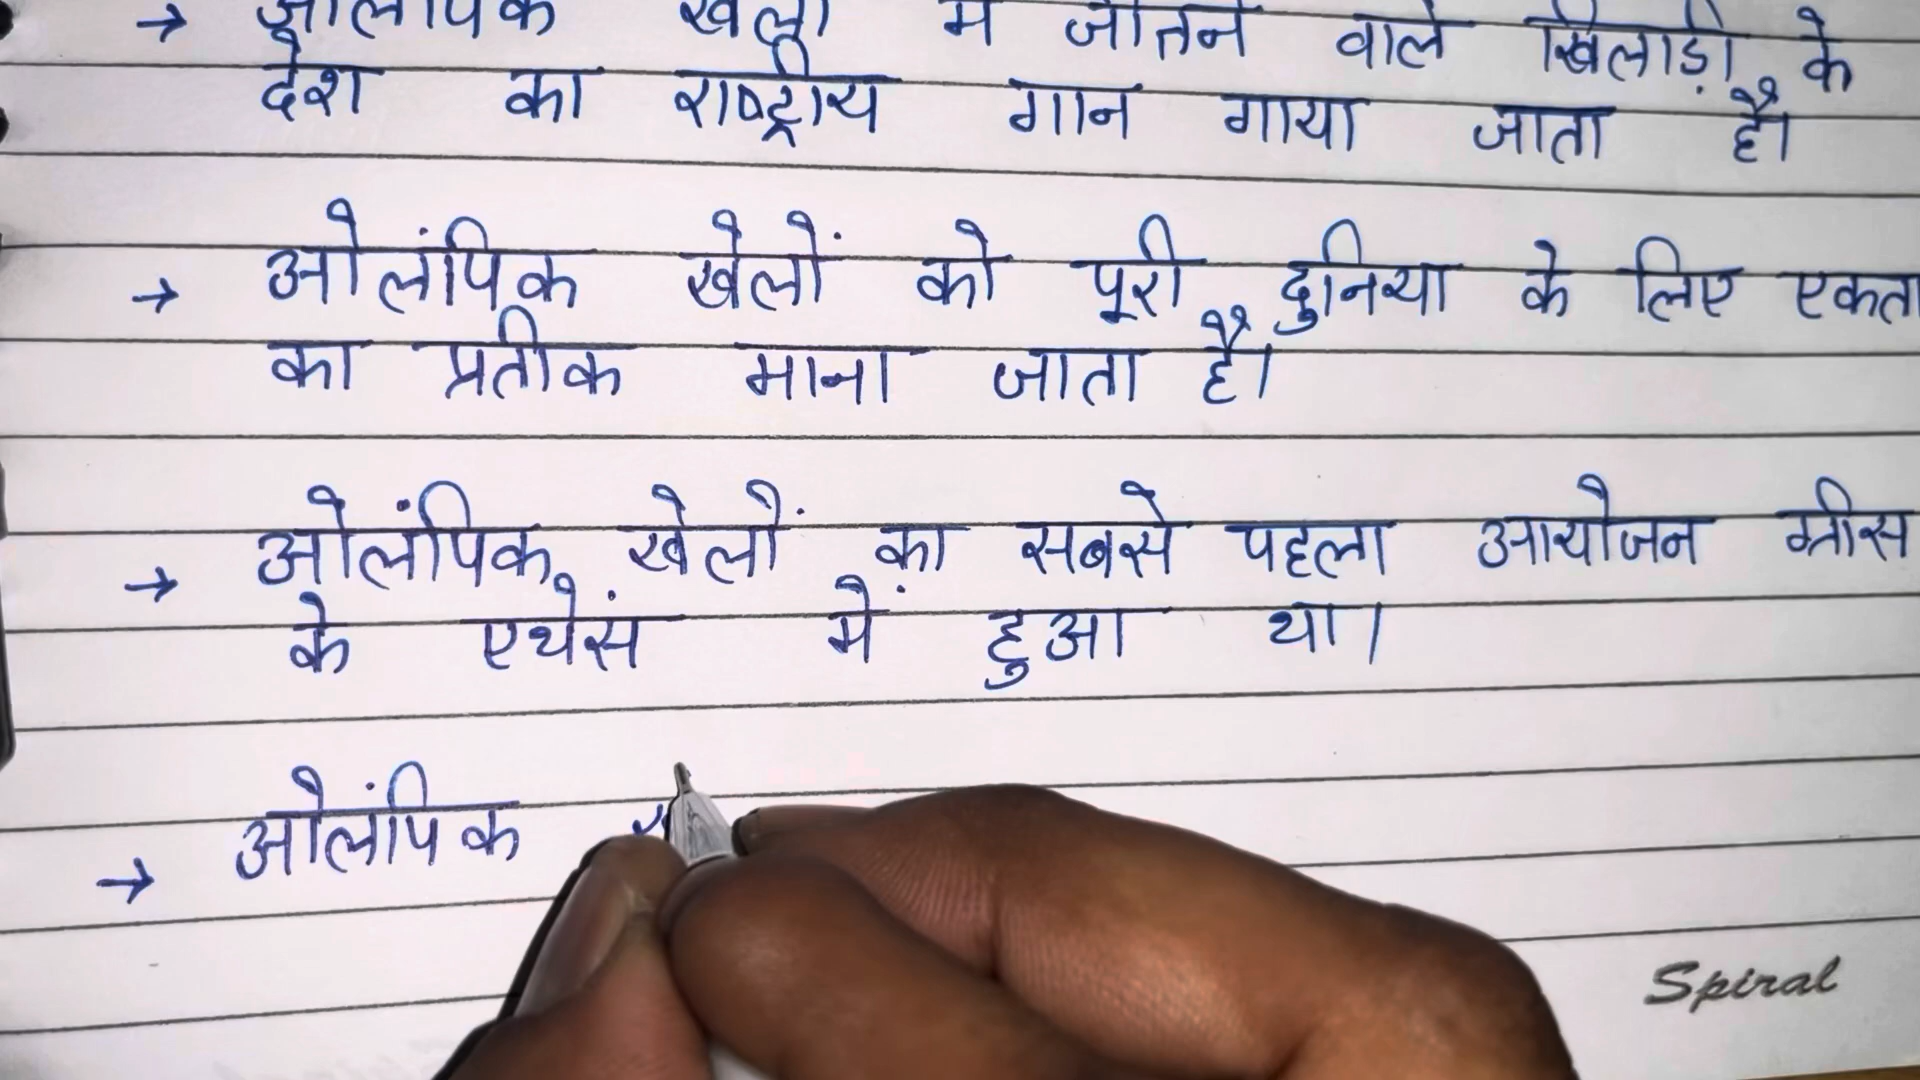 → ओलंपिक खेलों में जीतने वाले खिलाड़ी के
देश का राष्ट्रीय गान गाया जाता है।
→ ओलंपिक खेलों को पूरी दुनिया के लिए एकता
का प्रतीक माना जाता है।
→ ओलंपिक खेलों का सबसे पहला आयोजन ग्रीस
के एथेंस में हुआ था।
→ ओलंपिक
Spiral